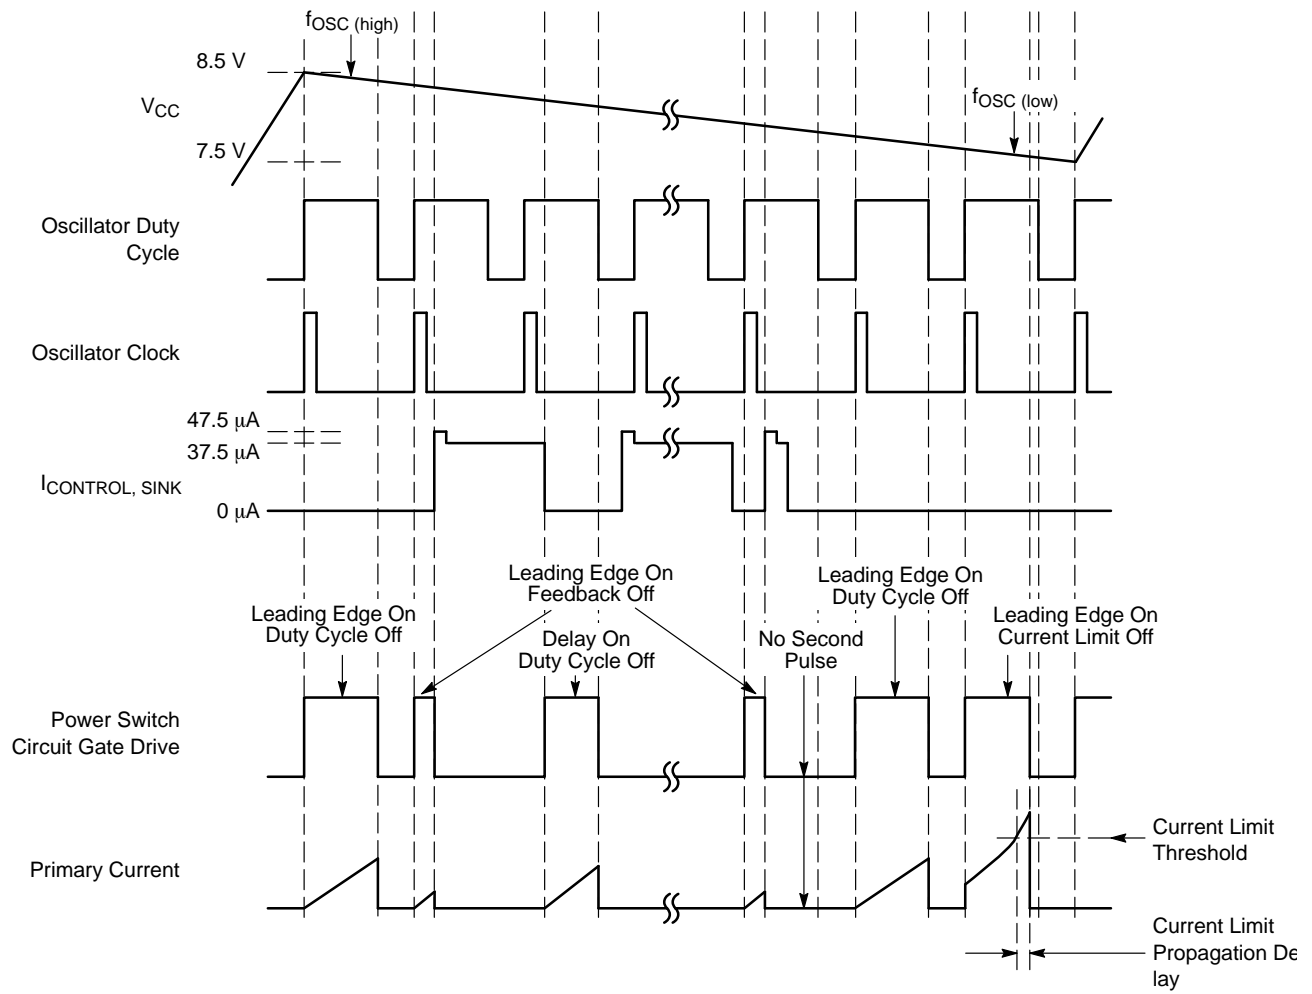 fOSC (high)
8.5 V
VCC
fOSC (low)
7.5 V
Oscillator Duty
Cycle
Oscillator Clock
47.5 μA
37.5 μA
ICONTROL, SINK
0 μA
Leading Edge On
Feedback Off
Leading Edge On
Duty Cycle Off
Leading Edge On
Duty Cycle Off
Delay On
Duty Cycle Off
No Second
Pulse
Leading Edge On
Current Limit Off
Power Switch
Circuit Gate Drive
Primary Current
Current Limit
Threshold
Current Limit
Propagation De
lay